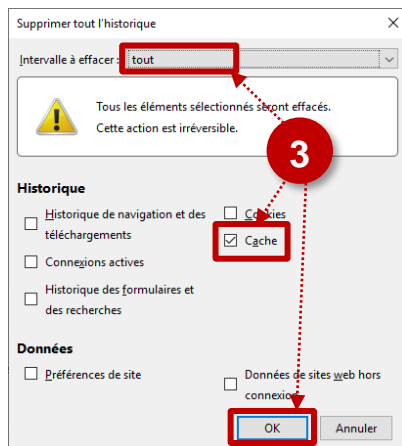 Supprimer tout l'historique
Intervalle à effacer : tout
Tous les éléments sélectionnés seront effacés.
Cette action est irréversible.
3
Historique
Historique de navigation et des
téléchargements
Cookies
Cache
Connexions actives
Historique des formulaires et
des recherches
Données
Préférences de site
Données de sites web hors
connexion
OK
Annuler